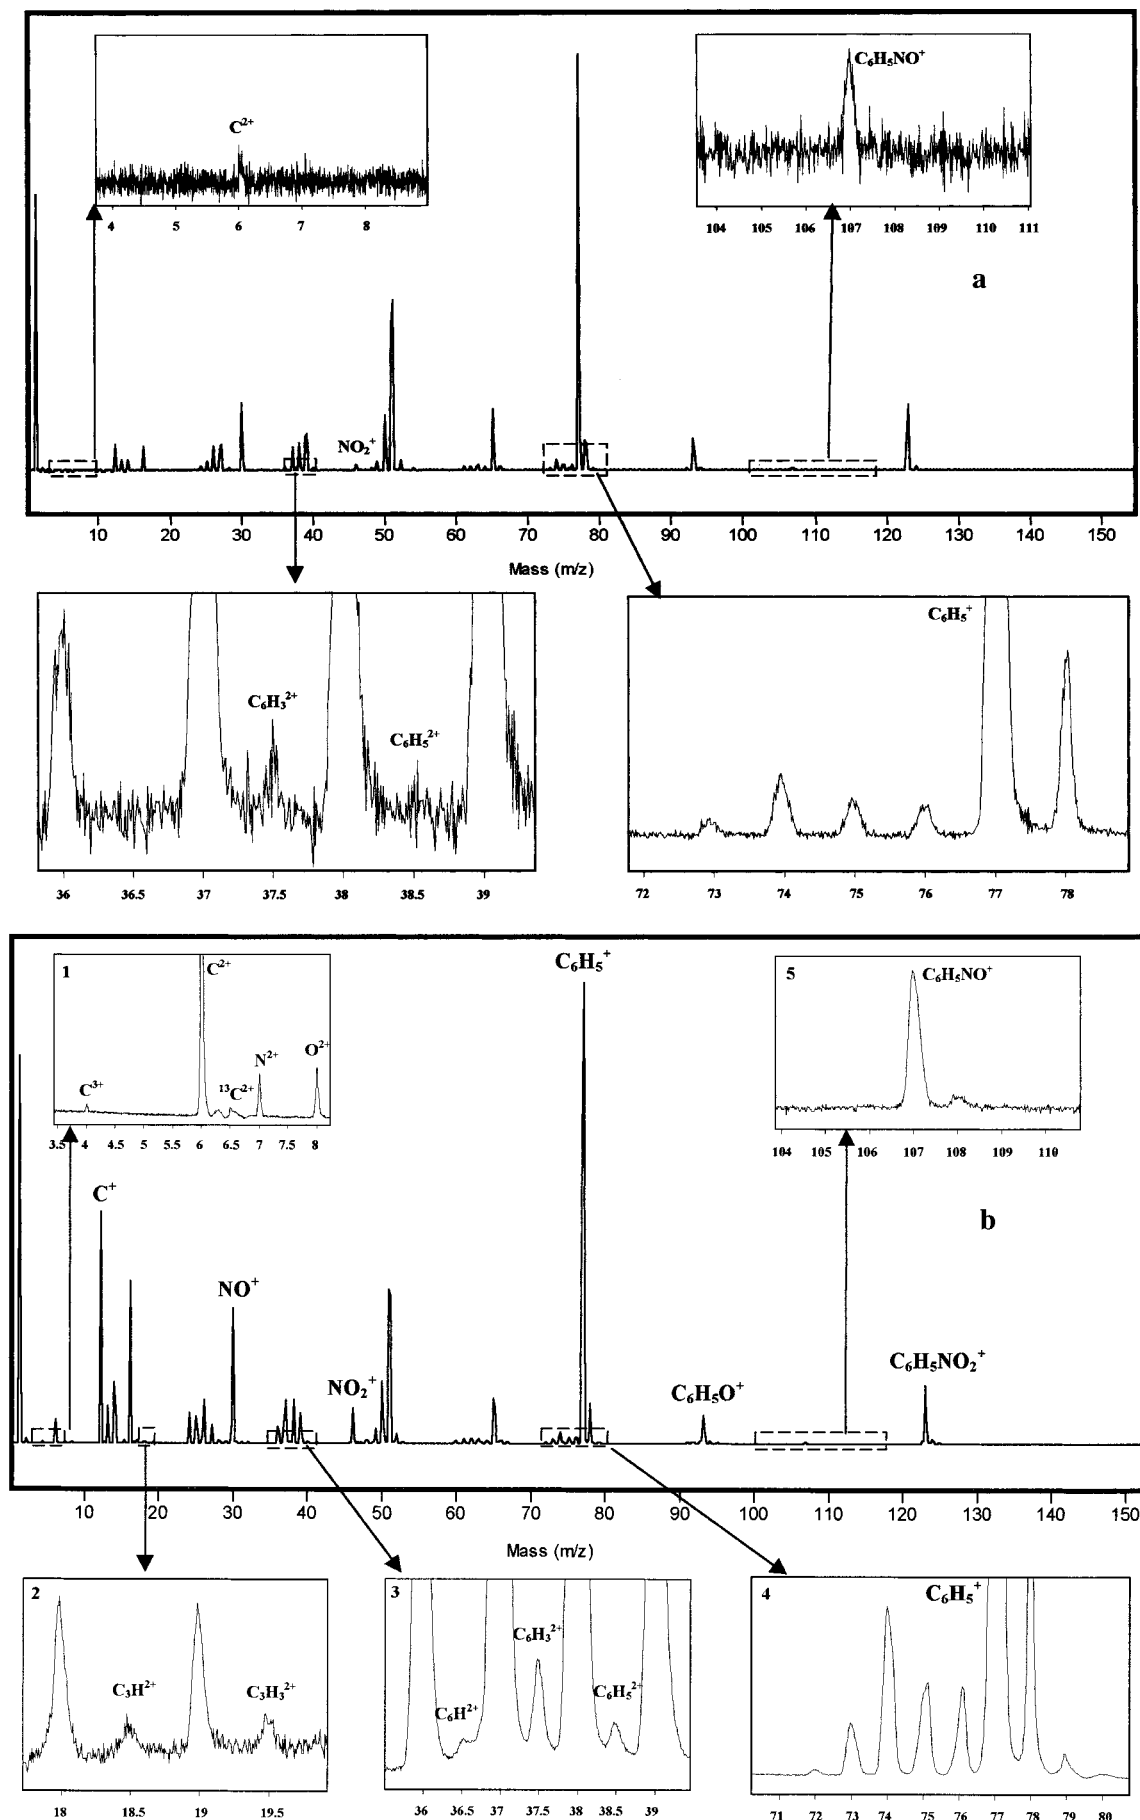 C₆H₅NO⁺
C²⁺
4 5 6 7 8
104 105 106 107 108 109 110 111
a
NO₂⁺
10 20 30 40 50 60 70 80 90 100 110 120 130 140 150
Mass (m/z)
C₆H₅⁺
C₆H₃²⁺
C₆H₅²⁺
36 36.5 37 37.5 38 38.5 39
72 73 74 75 76 77 78
C₆H₅⁺
1
C²⁺
5
C₆H₅NO⁺
O²⁺
N²⁺
C³⁺
¹³C²⁺
3.5 4 4.5 5 5.5 6 6.5 7 7.5 8
104 105 106 107 108 109 110
C⁺
b
NO⁺
NO₂⁺
C₆H₅O⁺
C₆H₅NO₂⁺
10 20 30 40 50 60 70 80 90 100 110 120 130 140 150
Mass (m/z)
2
3
4
C₆H₅⁺
C₆H₃²⁺
C₃H²⁺
C₃H₃²⁺
C₆H²⁺
C₆H₅²⁺
18 18.5 19 19.5
36 36.5 37 37.5 38 38.5 39
71 72 73 74 75 76 77 78 79 80